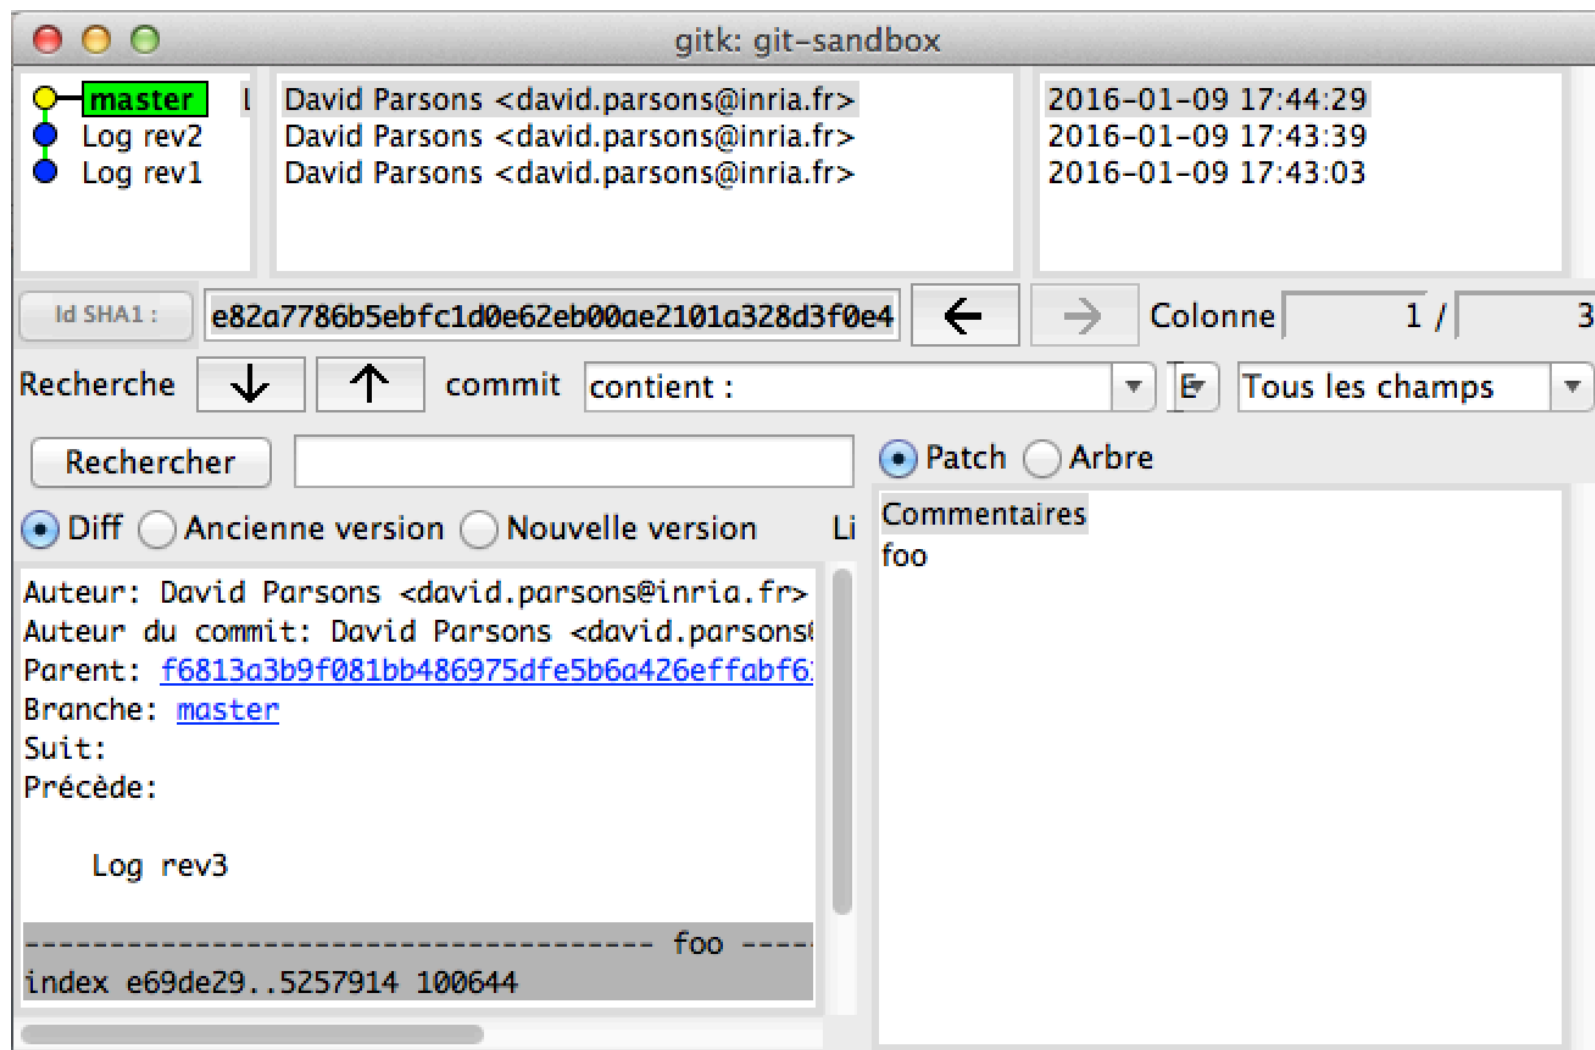 gitk: git-sandbox
master David Parsons <david.parsons@inria.fr> 2016-01-09 17:44:29
Log rev2 David Parsons <david.parsons@inria.fr> 2016-01-09 17:43:39
Log rev1 David Parsons <david.parsons@inria.fr> 2016-01-09 17:43:03
Id SHA1 : e82a7786b5ebfc1d0e62eb00ae2101a328d3f0e4 ← → Colonne 1 / 3
Recherche ↓ ↑ commit contient : E Tous les champs
Rechercher
Patch Arbre
Diff Ancienne version Nouvelle version Li
Commentaires
foo
Auteur: David Parsons <david.parsons@inria.fr>
Auteur du commit: David Parsons <david.parsons
Parent: f6813a3b9f081bb486975dfe5b6a426effabf6
Branche: master
Suit:
Précède:
Log rev3
------------------------------------- foo ----
index e69de29..5257914 100644